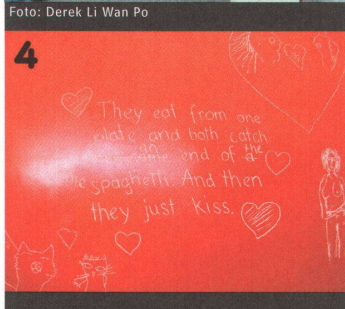 Foto: Derek Li Wan Po
4
They eat from one
plate and both catch
end of the
spaghetti. And then
they just kiss.